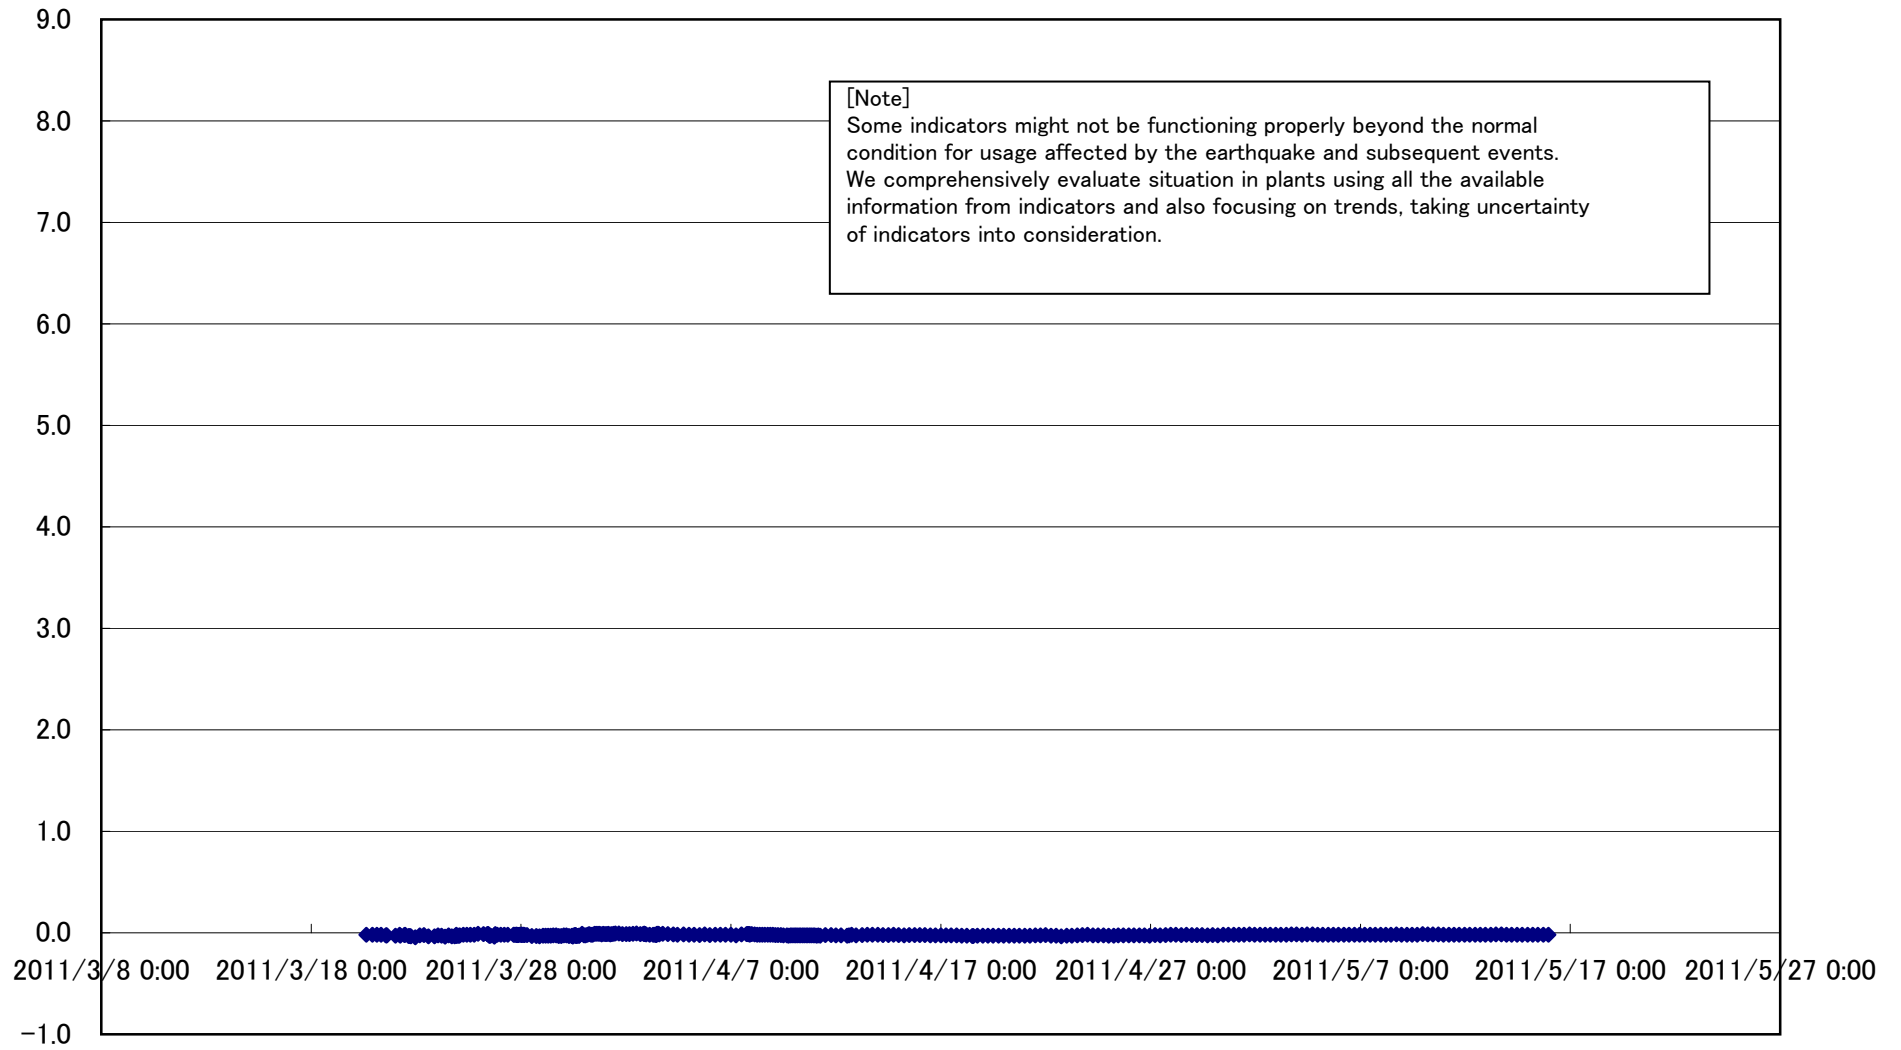 9.0
8.0
7.0
6.0
5.0
4.0
3.0
2.0
1.0
0.0
-1.0
[Note]
Some indicators might not be functioning properly beyond the normal
condition for usage affected by the earthquake and subsequent events.
We comprehensively evaluate situation in plants using all the available
information from indicators and also focusing on trends, taking uncertainty
of indicators into consideration.
2011/3/8 0:00 2011/3/18 0:00 2011/3/28 0:00 2011/4/7 0:00 2011/4/17 0:00 2011/4/27 0:00 2011/5/7 0:00 2011/5/17 0:00 2011/5/27 0:00